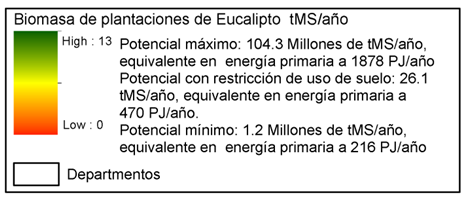 Biomasa de plantaciones de Eucalipto tMS/año
High : 13
Low : 0
Potencial máximo: 104.3 Millones de tMS/año,
equivalente en energía primaria a 1878 PJ/año
Potencial con restricción de uso de suelo: 26.1
tMS/año, equivalente en energía primaria a
470 PJ/año.
Potencial mínimo: 1.2 Millones de tMS/año,
equivalente en energía primaria a 216 PJ/año
Departmentos